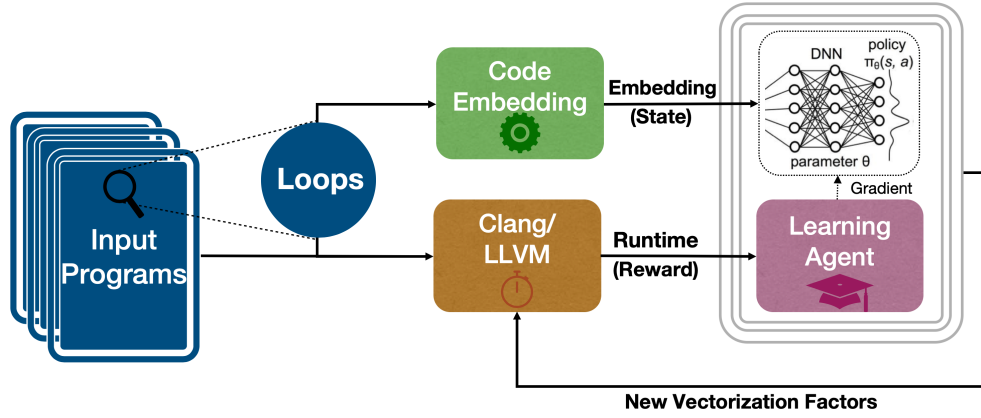 Input
Programs
Loops
Code
Embedding
Clang/
LLVM
Embedding
(State)
Runtime
(Reward)
DNN
policy
πθ(s, a)
parameter θ
Gradient
Learning
Agent
New Vectorization Factors